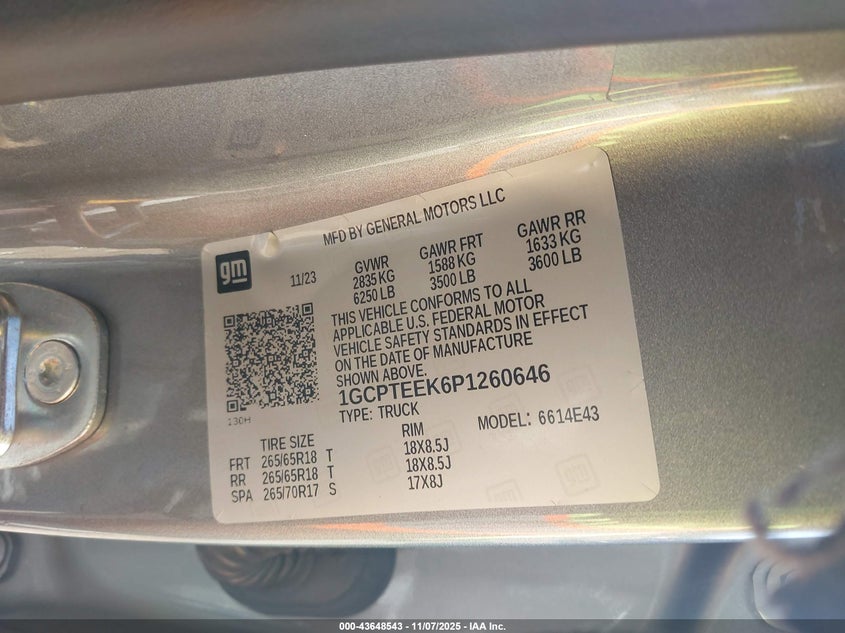 MFD BY GENERAL MOTORS LLC
gm
11/23
GVWR
2835 KG
6250 LB
GAWR FRT
1588 KG
3500 LB
GAWR RR
1633 KG
3600 LB
THIS VEHICLE CONFORMS TO ALL
APPLICABLE U.S. FEDERAL MOTOR
VEHICLE SAFETY STANDARDS IN EFFECT
ON THE DATE OF MANUFACTURE
SHOWN ABOVE.
130H
1GCPTEEK6P1260646
TYPE: TRUCK
MODEL: 6614E43
TIRE SIZE RIM
FRT 265/65R18 T 18X8.5J
RR 265/65R18 T 18X8.5J
SPA 265/70R17 S 17X8J
000-43648543 - 11/07/2025 - IAA Inc.